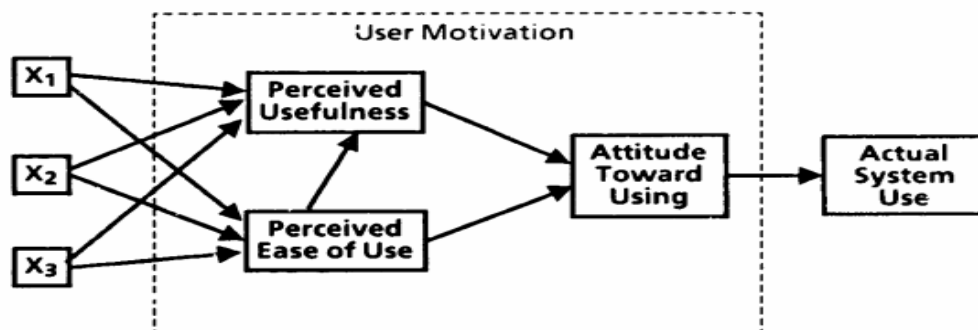 User Motivation
X1
Perceived
Usefulness
X2
Attitude
Toward
Using
Actual
System
Use
X3
Perceived
Ease of Use